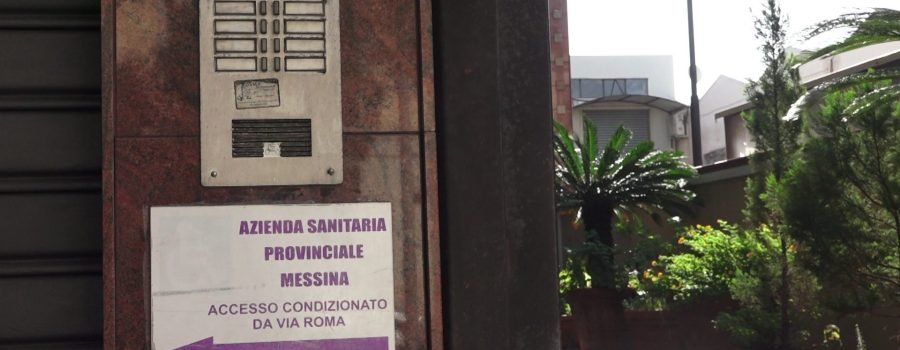 AZIENDA SANITARIA
PROVINCIALE
MESSINA
ACCESSO CONDIZIONATO
DA VIA ROMA